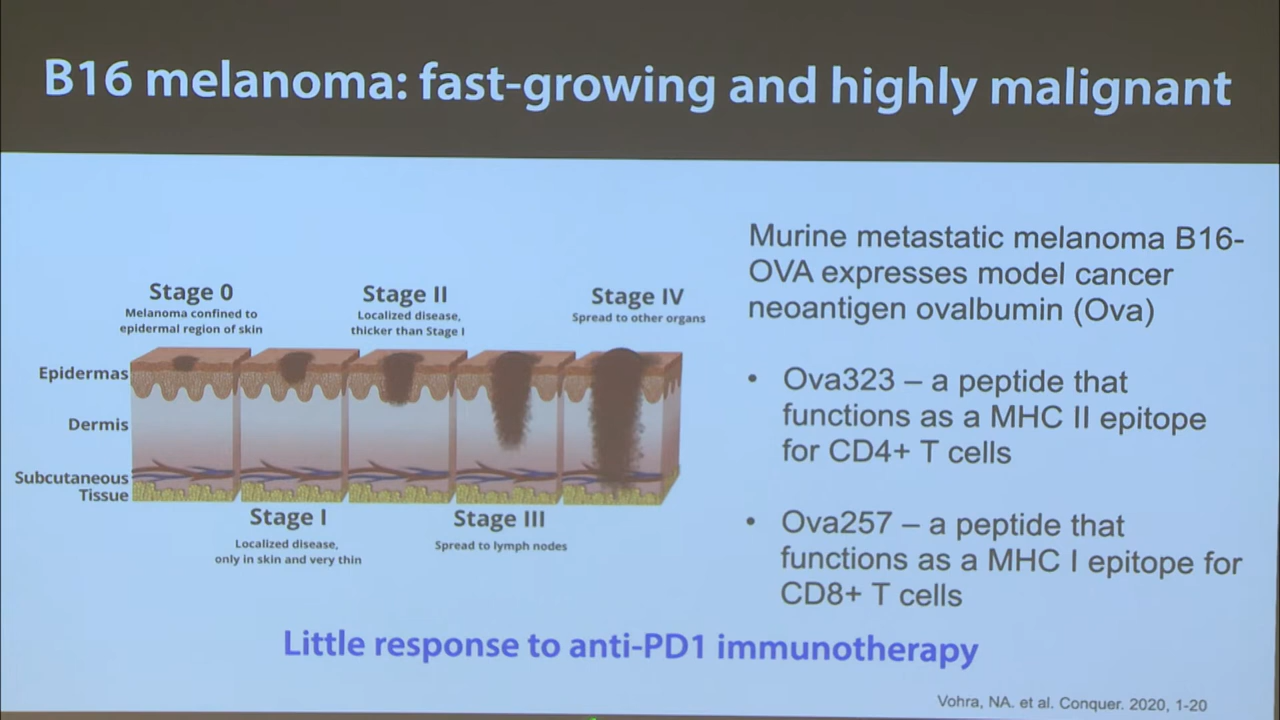 B16 melanoma: fast-growing and highly malignant
Stage 0
Melanoma confined to
epidermal region of skin
Stage II
Localized disease,
thicker than Stage I
Stage IV
Spread to other organs
Epidermas
Dermis
Subcutaneous
Tissue
Stage I
Localized disease,
only in skin and very thin
Stage III
Spread to lymph nodes
Murine metastatic melanoma B16-
OVA expresses model cancer
neoantigen ovalbumin (Ova)
• Ova323 – a peptide that
functions as a MHC II epitope
for CD4+ T cells
• Ova257 – a peptide that
functions as a MHC I epitope for
CD8+ T cells
Little response to anti-PD1 immunotherapy
Vohra, NA. et al. Conquer. 2020, 1-20